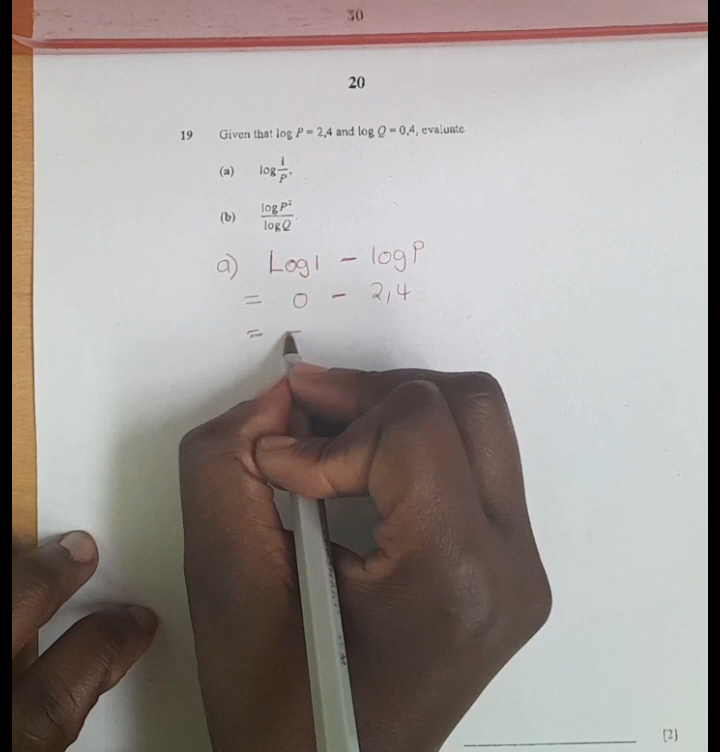 30
20
19 Given that log P = 2,4 and log Q = 0,4, evaluate
(a) log 1/P,
(b) log P² / log Q.
a) Log1 - logP
= 0 - 2,4
= -
[2]